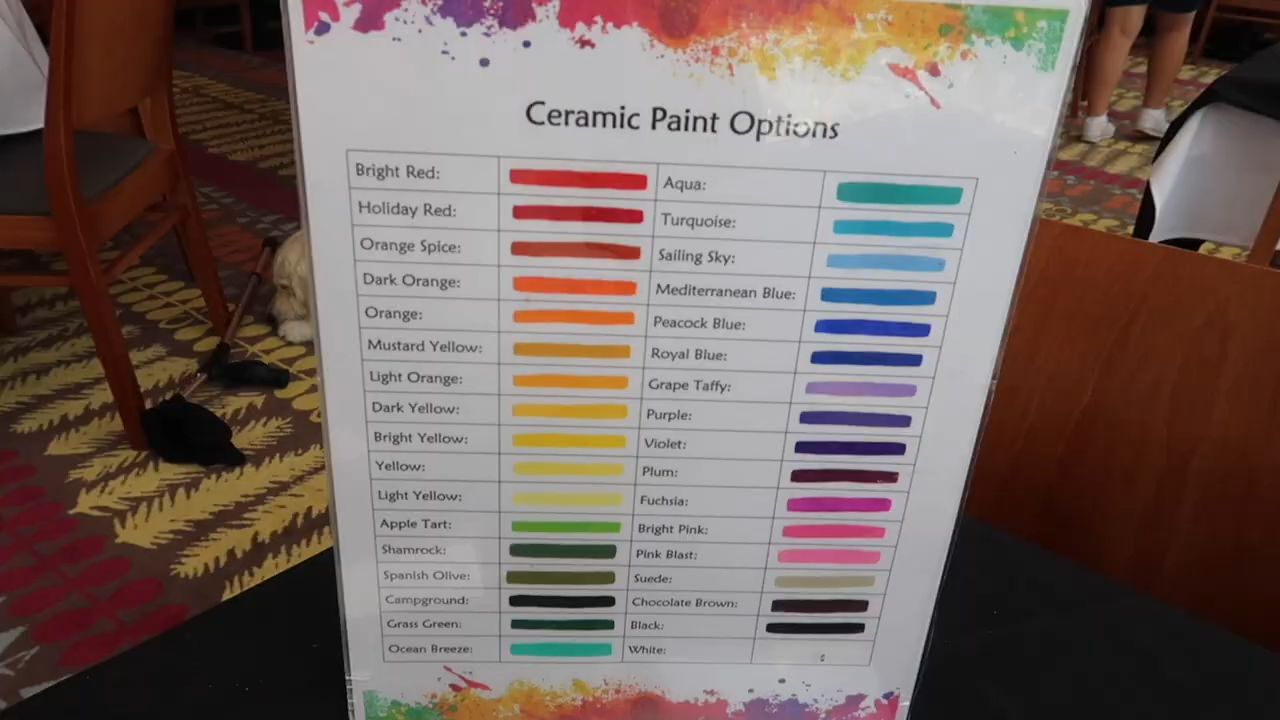 Ceramic Paint Options
Bright Red: Aqua:
Holiday Red: Turquoise:
Orange Spice: Sailing Sky:
Dark Orange: Mediterranean Blue:
Orange: Peacock Blue:
Mustard Yellow: Royal Blue:
Light Orange: Grape Taffy:
Dark Yellow: Purple:
Bright Yellow: Violet:
Yellow: Plum:
Light Yellow: Fuchsia:
Apple Tart: Bright Pink:
Shamrock: Pink Blast:
Spanish Olive: Suede:
Campground: Chocolate Brown:
Grass Green: Black:
Ocean Breeze: White: